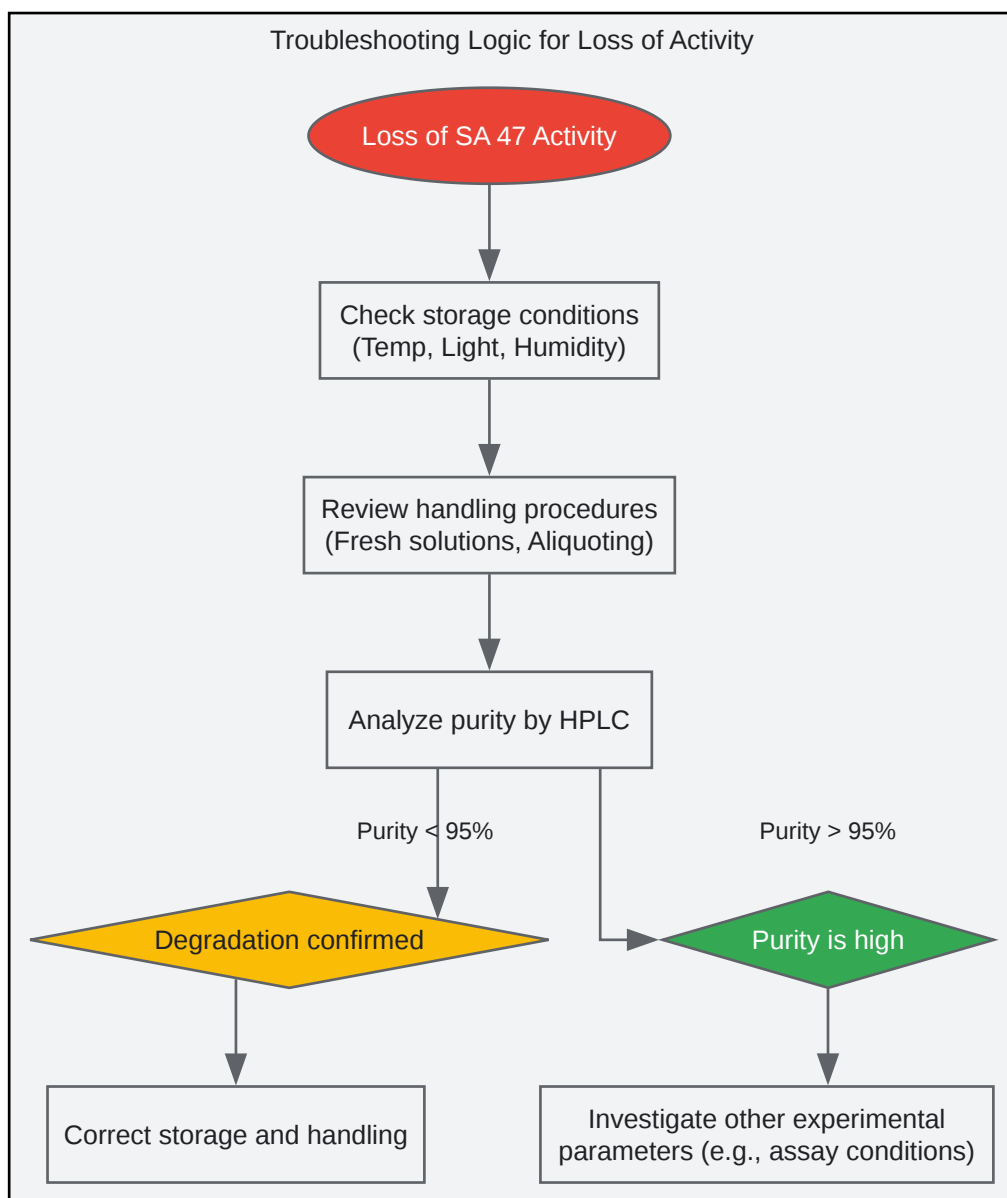 Troubleshooting Logic for Loss of Activity
Loss of SA 47 Activity
Check storage conditions
(Temp, Light, Humidity)
Review handling procedures
(Fresh solutions, Aliquoting)
Analyze purity by HPLC
Purity < 95%
Purity > 95%
Degradation confirmed
Purity is high
Correct storage and handling
Investigate other experimental
parameters (e.g., assay conditions)